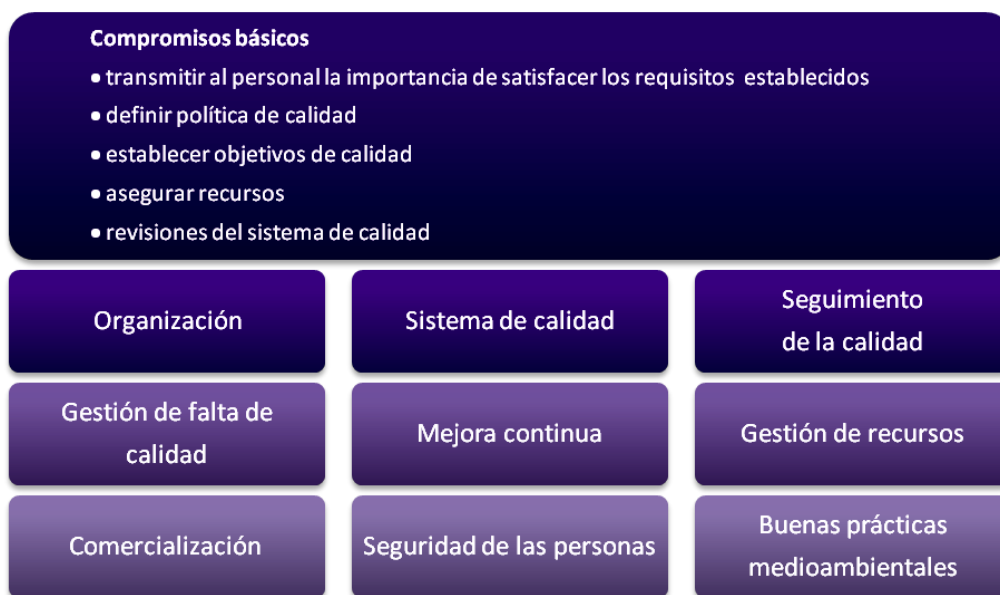 Compromisos básicos
• transmitir al personal la importancia de satisfacer los requisitos establecidos
• definir política de calidad
• establecer objetivos de calidad
• asegurar recursos
• revisiones del sistema de calidad
Organización
Sistema de calidad
Seguimiento
de la calidad
Gestión de falta de
calidad
Mejora continua
Gestión de recursos
Comercialización
Seguridad de las personas
Buenas prácticas
medioambientales